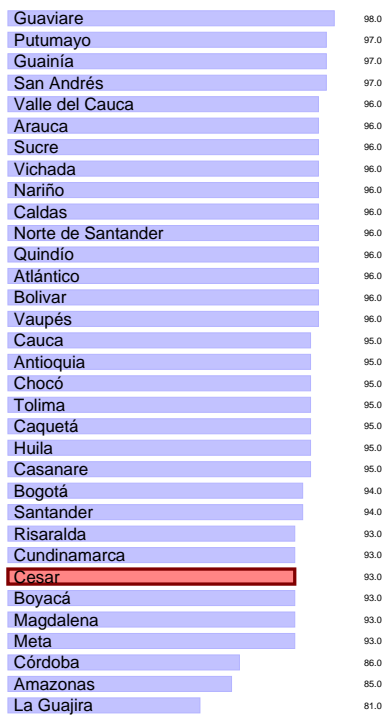 Guaviare 98.0
Putumayo 97.0
Guainía 97.0
San Andrés 97.0
Valle del Cauca 96.0
Arauca 96.0
Sucre 96.0
Vichada 96.0
Nariño 96.0
Caldas 96.0
Norte de Santander 96.0
Quindío 96.0
Atlántico 96.0
Bolivar 96.0
Vaupés 96.0
Cauca 95.0
Antioquia 95.0
Chocó 95.0
Tolima 95.0
Caquetá 95.0
Huila 95.0
Casanare 95.0
Bogotá 94.0
Santander 94.0
Risaralda 93.0
Cundinamarca 93.0
Cesar 93.0
Boyacá 93.0
Magdalena 93.0
Meta 93.0
Córdoba 86.0
Amazonas 85.0
La Guajira 81.0